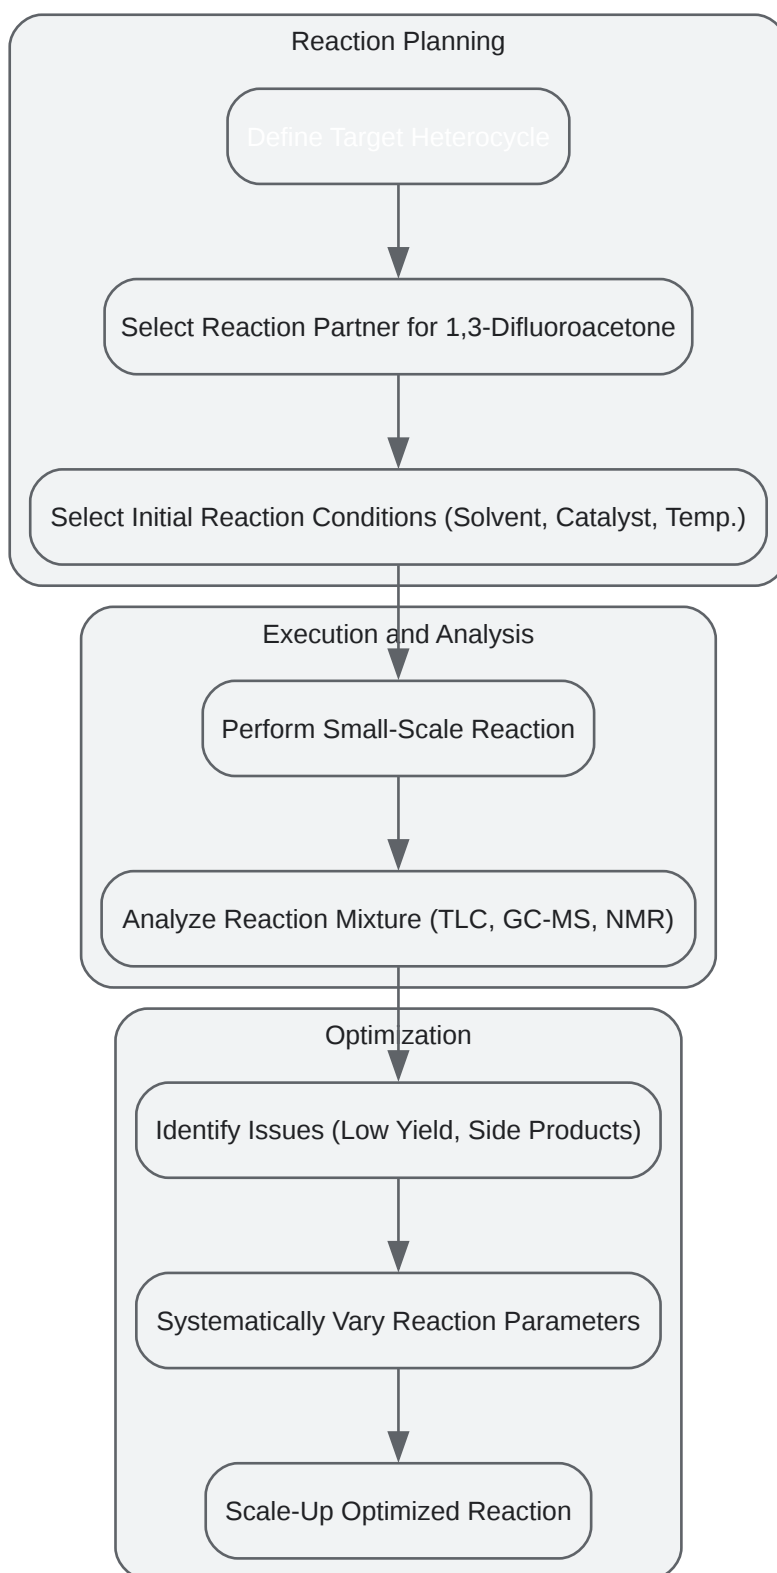 Reaction Planning
Define Target Heterocycle
Select Reaction Partner for 1,3-Difluoroacetone
Select Initial Reaction Conditions (Solvent, Catalyst, Temp.)
Execution and Analysis
Perform Small-Scale Reaction
Analyze Reaction Mixture (TLC, GC-MS, NMR)
Optimization
Identify Issues (Low Yield, Side Products)
Systematically Vary Reaction Parameters
Scale-Up Optimized Reaction